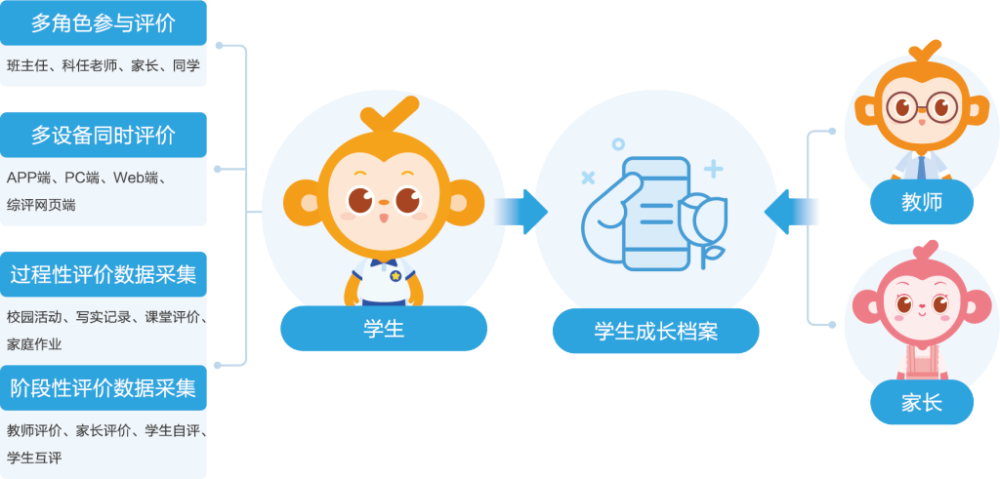 多角色参与评价
班主任、科任老师、家长、同学
多设备同时评价
APP端、PC端、Web端、
综评网页端
过程性评价数据采集
校园活动、写实记录、课堂评价、
家庭作业
阶段性评价数据采集
教师评价、家长评价、学生自评、
学生互评
学生
学生成长档案
教师
家长